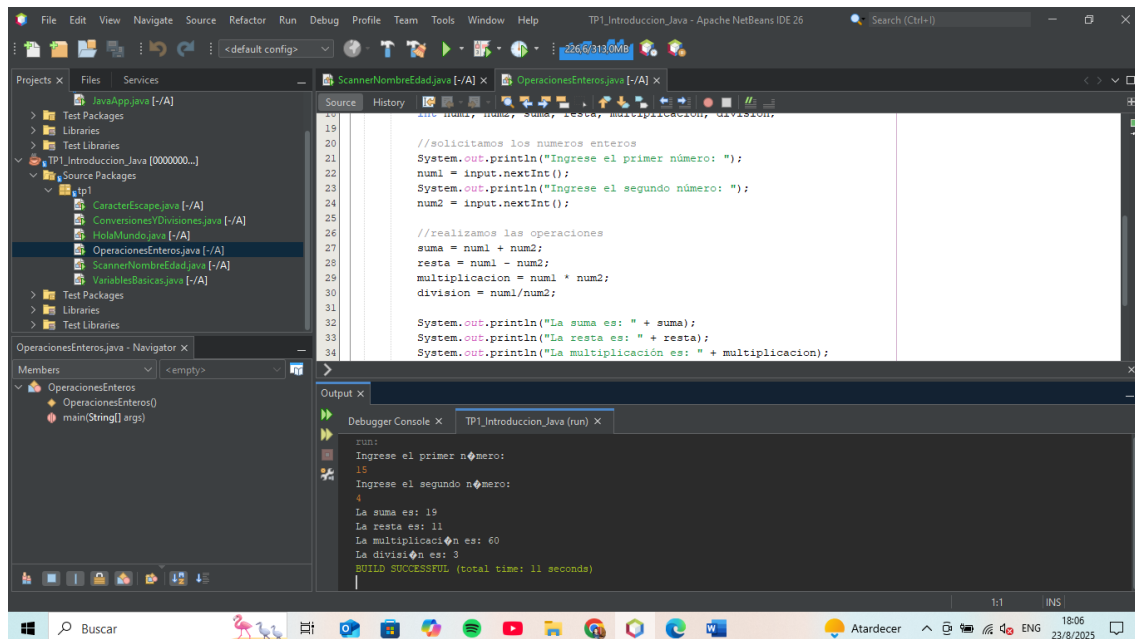 File Edit View Navigate Source Refactor Run Debug Profile Team Tools Window Help TP1_Introduccion_Java - Apache NetBeans IDE 26 Search (Ctrl+I)
<default config> 226,6/313,0MB
Projects Files Services
JavaApp.java [-/A]
Test Packages
Libraries
Test Libraries
TP1_Introduccion_Java [0000000...]
Source Packages
tp1
CaracterEscape.java [-/A]
ConversionesYDivisiones.java [-/A]
HolaMundo.java [-/A]
OperacionesEnteros.java [-/A]
ScannerNombreEdad.java [-/A]
VariablesBasicas.java [-/A]
Test Packages
Libraries
Test Libraries
OperacionesEnteros.java - Navigator
Members <empty>
OperacionesEnteros
OperacionesEnteros()
main(String[] args)
ScannerNombreEdad.java [-/A] OperacionesEnteros.java [-/A]
Source History
18 int num1, num2, suma, resta, multiplicacion, division;
19
20 //solicitamos los numeros enteros
21 System.out.println("Ingrese el primer número: ");
22 num1 = input.nextInt();
23 System.out.println("Ingrese el segundo número: ");
24 num2 = input.nextInt();
25
26 //realizamos las operaciones
27 suma = num1 + num2;
28 resta = num1 - num2;
29 multiplicacion = num1 * num2;
30 division = num1/num2;
31
32 System.out.println("La suma es: " + suma);
33 System.out.println("La resta es: " + resta);
34 System.out.println("La multiplicación es: " + multiplicacion);
Output
Debugger Console TP1_Introduccion_Java (run)
run:
Ingrese el primer n�mero:
15
Ingrese el segundo n�mero:
4
La suma es: 19
La resta es: 11
La multiplicaci�n es: 60
La divisi�n es: 3
BUILD SUCCESSFUL (total time: 11 seconds)
1:1 INS
Buscar Atardecer ENG 18:06
23/8/2025